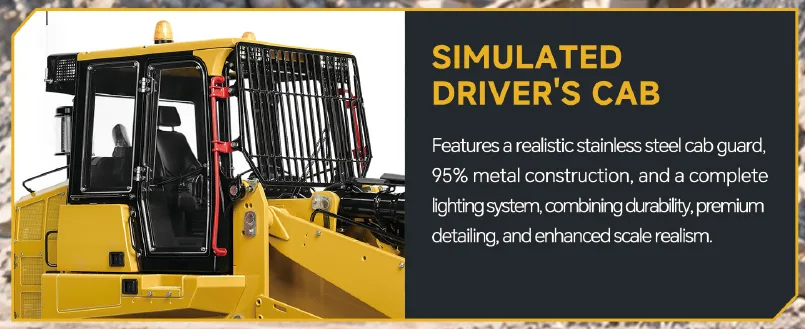 SIMULATED
DRIVER'S CAB
Features a realistic stainless steel cab guard,
95% metal construction, and a complete
lighting system, combining durability, premium
detailing, and enhanced scale realism.